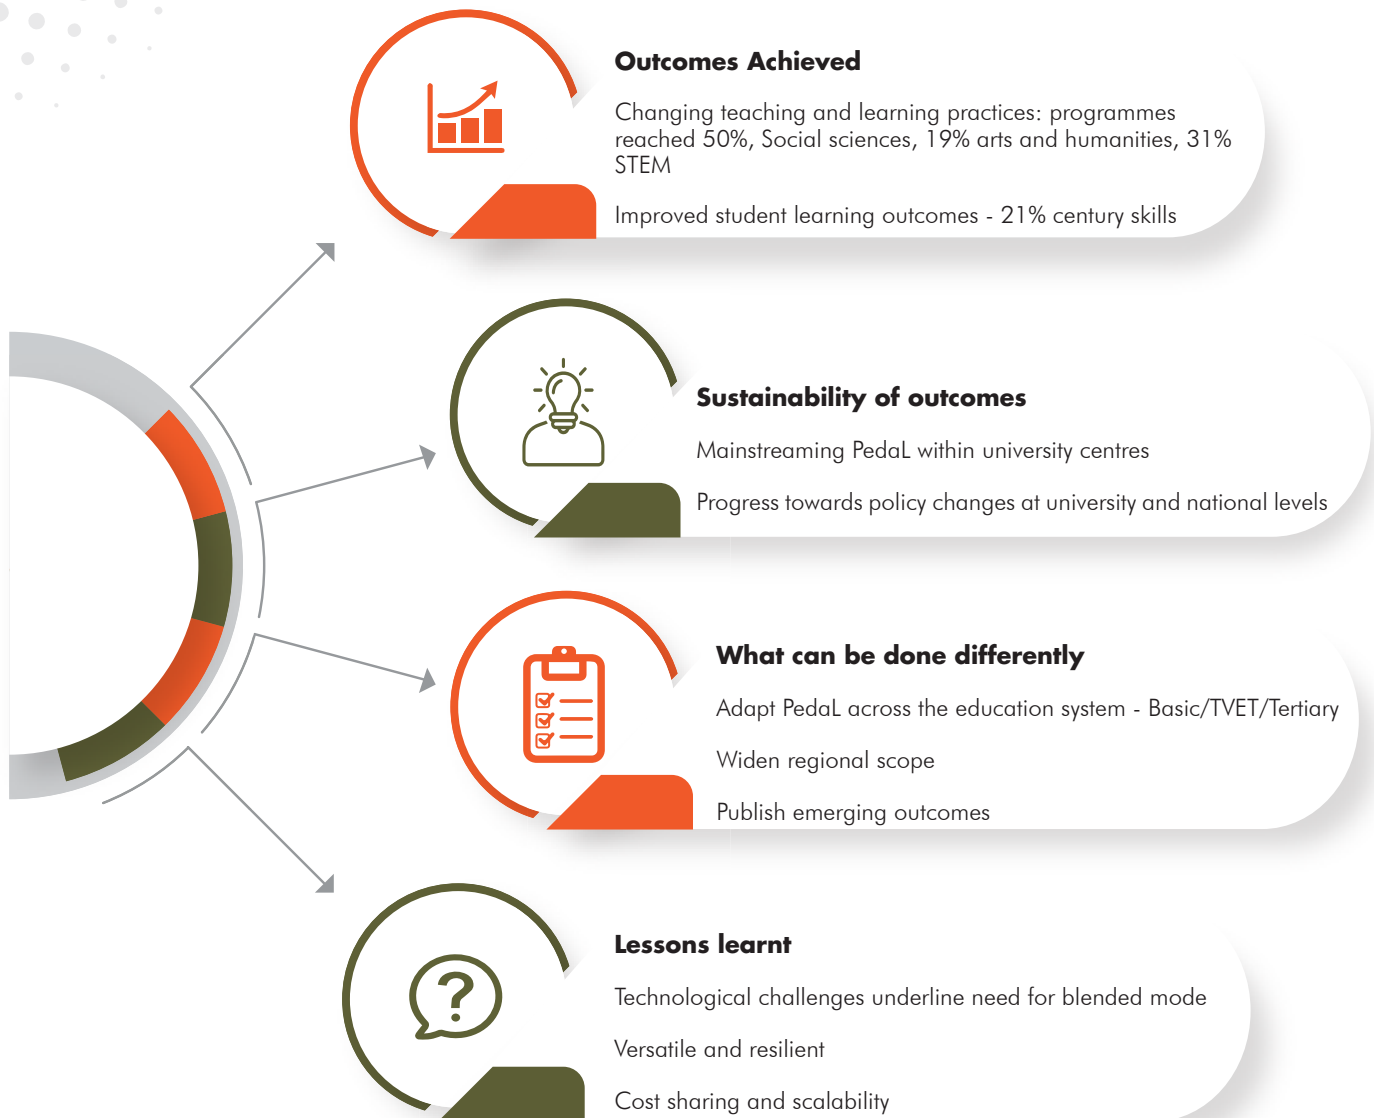 Outcomes Achieved
Changing teaching and learning practices: programmes
reached 50%, Social sciences, 19% arts and humanities, 31%
STEM
Improved student learning outcomes - 21% century skills
Sustainability of outcomes
Mainstreaming PedaL within university centres
Progress towards policy changes at university and national levels
What can be done differently
Adapt PedaL across the education system - Basic/TVET/Tertiary
Widen regional scope
Publish emerging outcomes
Lessons learnt
?
Technological challenges underline need for blended mode
Versatile and resilient
Cost sharing and scalability